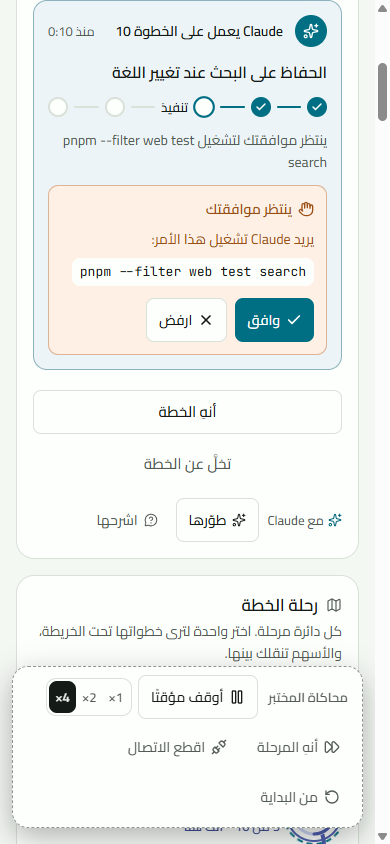 Claude يعمل على الخطوة 10 منذ 0:10
الحفاظ على البحث عند تغيير اللغة
تنفيذ
ينتظر موافقتك لتشغيل pnpm --filter web test
search
ينتظر موافقتك
يريد Claude تشغيل هذا الأمر:
pnpm --filter web test search
وافق ارفض
أنهِ الخطة
تخلَّ عن الخطة
مع Claude طوّرها اشرحها
رحلة الخطة
كل دائرة مرحلة. اختر واحدة لترى خطواتها تحت الخريطة،
والأسهم تنقلك بينها.
محاكاة المختبر أوقف مؤقتًا ×1 ×2 ×4
أنهِ المرحلة اقطع الاتصال
من البداية